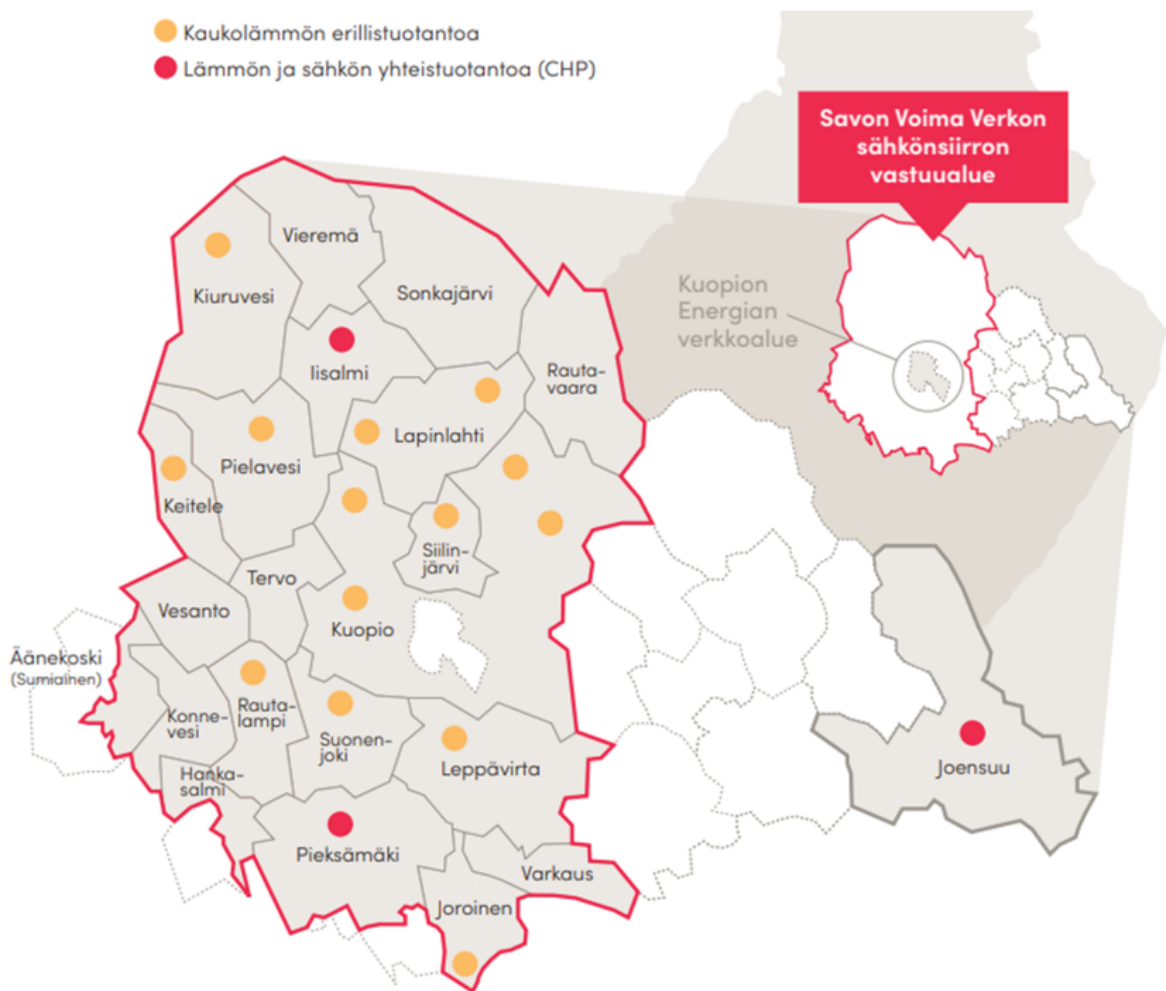 Kaukolämmön erillistuotantoa
Lämmön ja sähkön yhteistuotantoa (CHP)
Savon Voima Verkon
sähkönsiirron
vastuualue
Kuopion
Energian
verkkoalue
Vieremä
Kiuruvesi
Sonkajärvi
Iisalmi
Rauta-
vaara
Lapinlahti
Pielavesi
Keitele
Siilin-
järvi
Tervo
Vesanto
Kuopio
Äänekoski
(Sumiainen)
Konne-
vesi
Rauta-
lampi
Suonen-
joki
Leppävirta
Hanka-
salmi
Joensuu
Pieksämäki
Varkaus
Joroinen